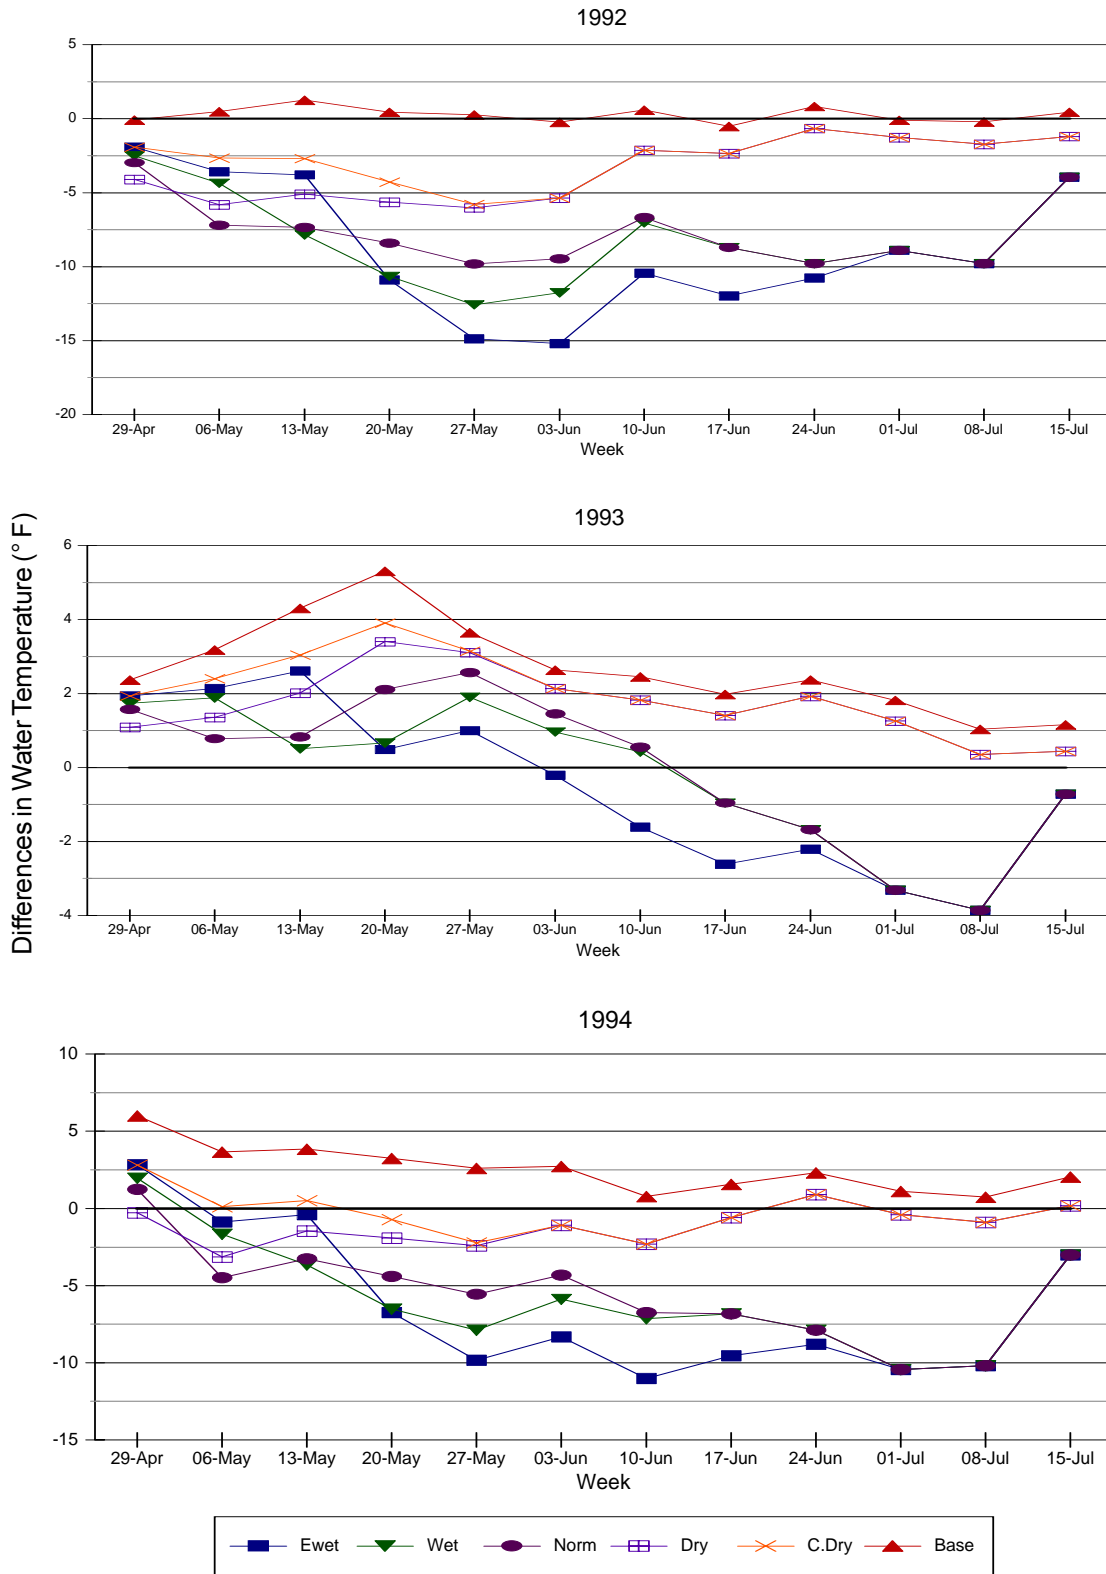 1992
5
0
-5
-10
-15
-20
29-Apr 06-May 13-May 20-May 27-May 03-Jun 10-Jun 17-Jun 24-Jun 01-Jul 08-Jul 15-Jul
Week
Differences in Water Temperature (° F)
1993
6
4
2
0
-2
-4
29-Apr 06-May 13-May 20-May 27-May 03-Jun 10-Jun 17-Jun 24-Jun 01-Jul 08-Jul 15-Jul
Week
1994
10
5
0
-5
-10
-15
29-Apr 06-May 13-May 20-May 27-May 03-Jun 10-Jun 17-Jun 24-Jun 01-Jul 08-Jul 15-Jul
Week
Ewet Wet Norm Dry C.Dry Base